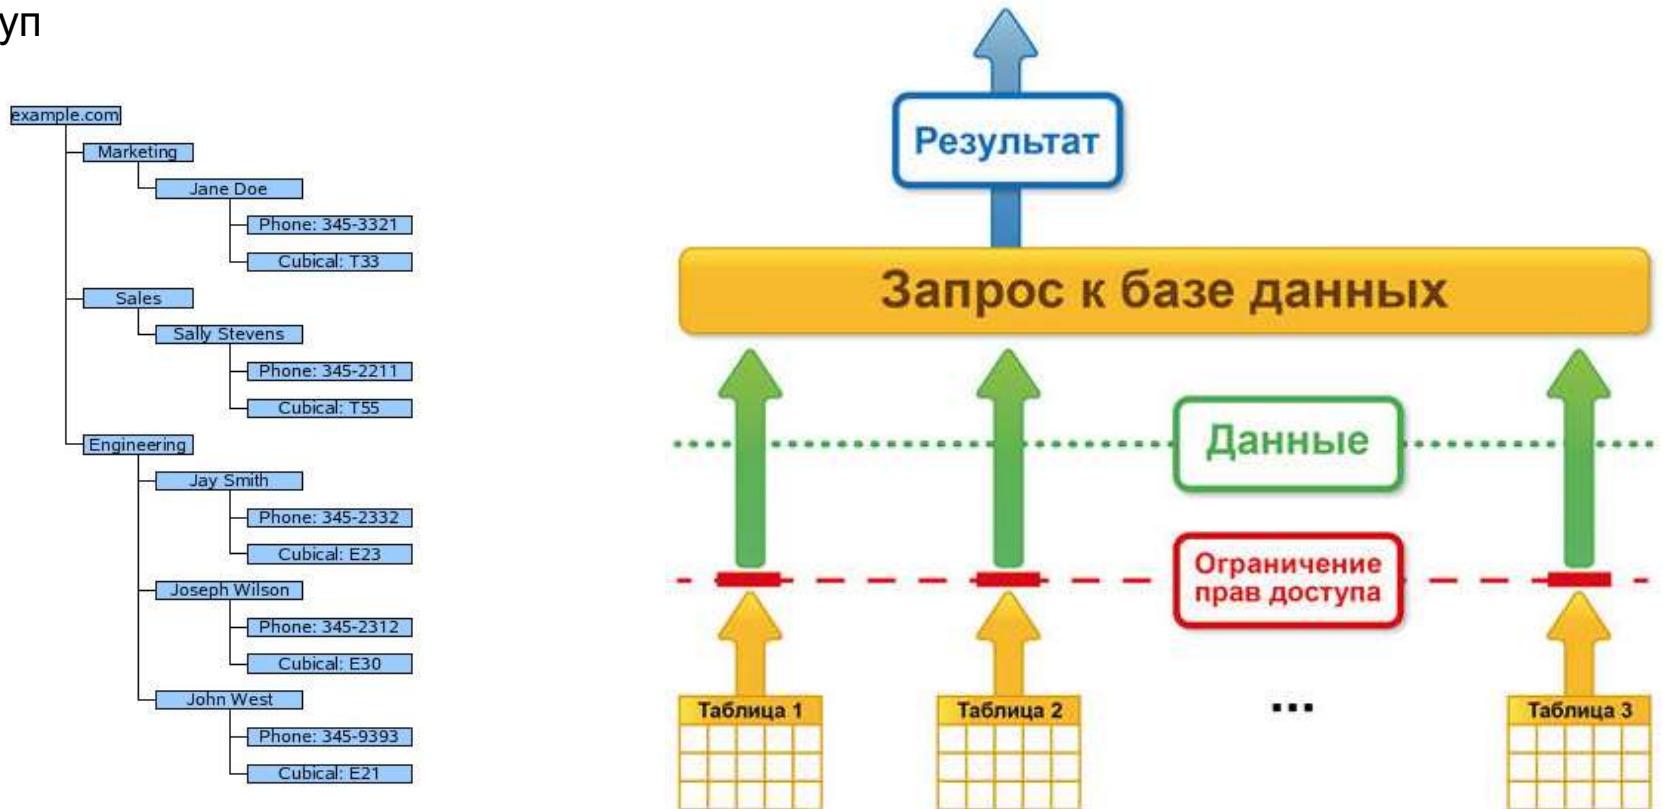 уп
example.com
Marketing
Jane Doe
Phone: 345-3321
Cubical: T33
Sales
Sally Stevens
Phone: 345-2211
Cubical: T55
Engineering
Jay Smith
Phone: 345-2332
Cubical: E23
Joseph Wilson
Phone: 345-2312
Cubical: E30
John West
Phone: 345-9393
Cubical: E21
Результат
Запрос к базе данных
Данные
Ограничение
прав доступа
Таблица 1
Таблица 2
...
Таблица 3